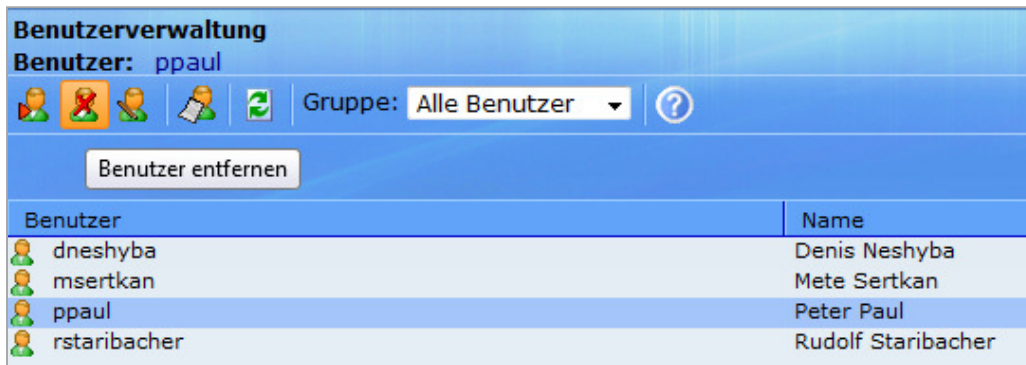 Benutzerverwaltung
Benutzer: ppaul
Gruppe: Alle Benutzer ?
Benutzer entfernen
Benutzer Name
dneshyba Denis Neshyba
msertkan Mete Sertkan
ppaul Peter Paul
rstaribacher Rudolf Staribacher